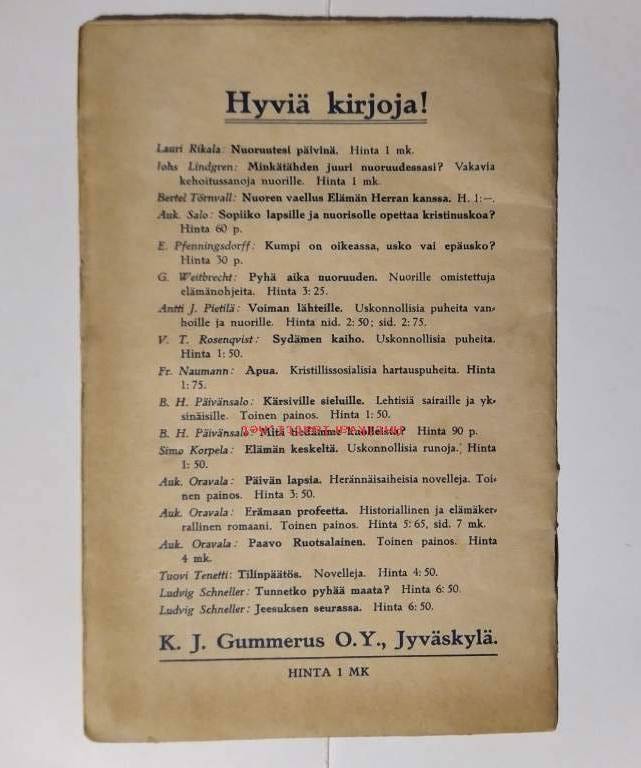 Hyviä kirjoja!
Lauri Rikala: Nuoruutesi päivinä. Hinta 1 mk.
Johs Lindgren: Minkätähden juuri nuoruudessasi? Vakavia
kehoitussanoja nuorille. Hinta 1 mk.
Bertel Törnvall: Nuoren vaellus Elämän Herran kanssa. H. 1:—.
Auk. Salo: Sopiiko lapsille ja nuorisolle opettaa kristinuskoa?
Hinta 60 p.
E. Pfenningsdorff: Kumpi on oikeassa, usko vai epäusko?
Hinta 30 p.
G. Weitbrecht: Pyhä aika nuoruuden. Nuorille omistettuja
elämänohjeita. Hinta 3:25.
Antti J. Pietilä: Voiman lähteille. Uskonnollisia puheita van-
hoille ja nuorille. Hinta nid. 2:50; sid. 2:75.
V. T. Rosenqvist: Sydämen kaiho. Uskonnollisia puheita.
Hinta 1:50.
Fr. Naumann: Apua. Kristillissosialisia hartauspuheita. Hinta
1:75.
B. H. Päivänsalo: Kärsiville sieluille. Lehtisiä sairaille ja yk-
sinäisille. Toinen painos. Hinta 1:50.
B. H. Päivänsalo: Mitä tiedämme kuolleista? Hinta 90 p.
Simo Korpela: Elämän keskeltä. Uskonnollisia runoja. Hinta
1:50.
Auk. Oravala: Päivän lapsia. Herännäisaiheisia novelleja. Toi-
nen painos. Hinta 3:50.
Auk. Oravala: Erämaan profeetta. Historiallinen ja elämäker-
rallinen romaani. Toinen painos. Hinta 5:65, sid. 7 mk.
Auk. Oravala: Paavo Ruotsalainen. Toinen painos. Hinta
4 mk.
Tuovi Tenetti: Tilinpäätös. Novelleja. Hinta 4:50.
Ludvig Schneller: Tunnetko pyhää maata? Hinta 6:50.
Ludvig Schneller: Jeesuksen seurassa. Hinta 6:50.
K. J. Gummerus O.Y., Jyväskylä.
HINTA 1 MK